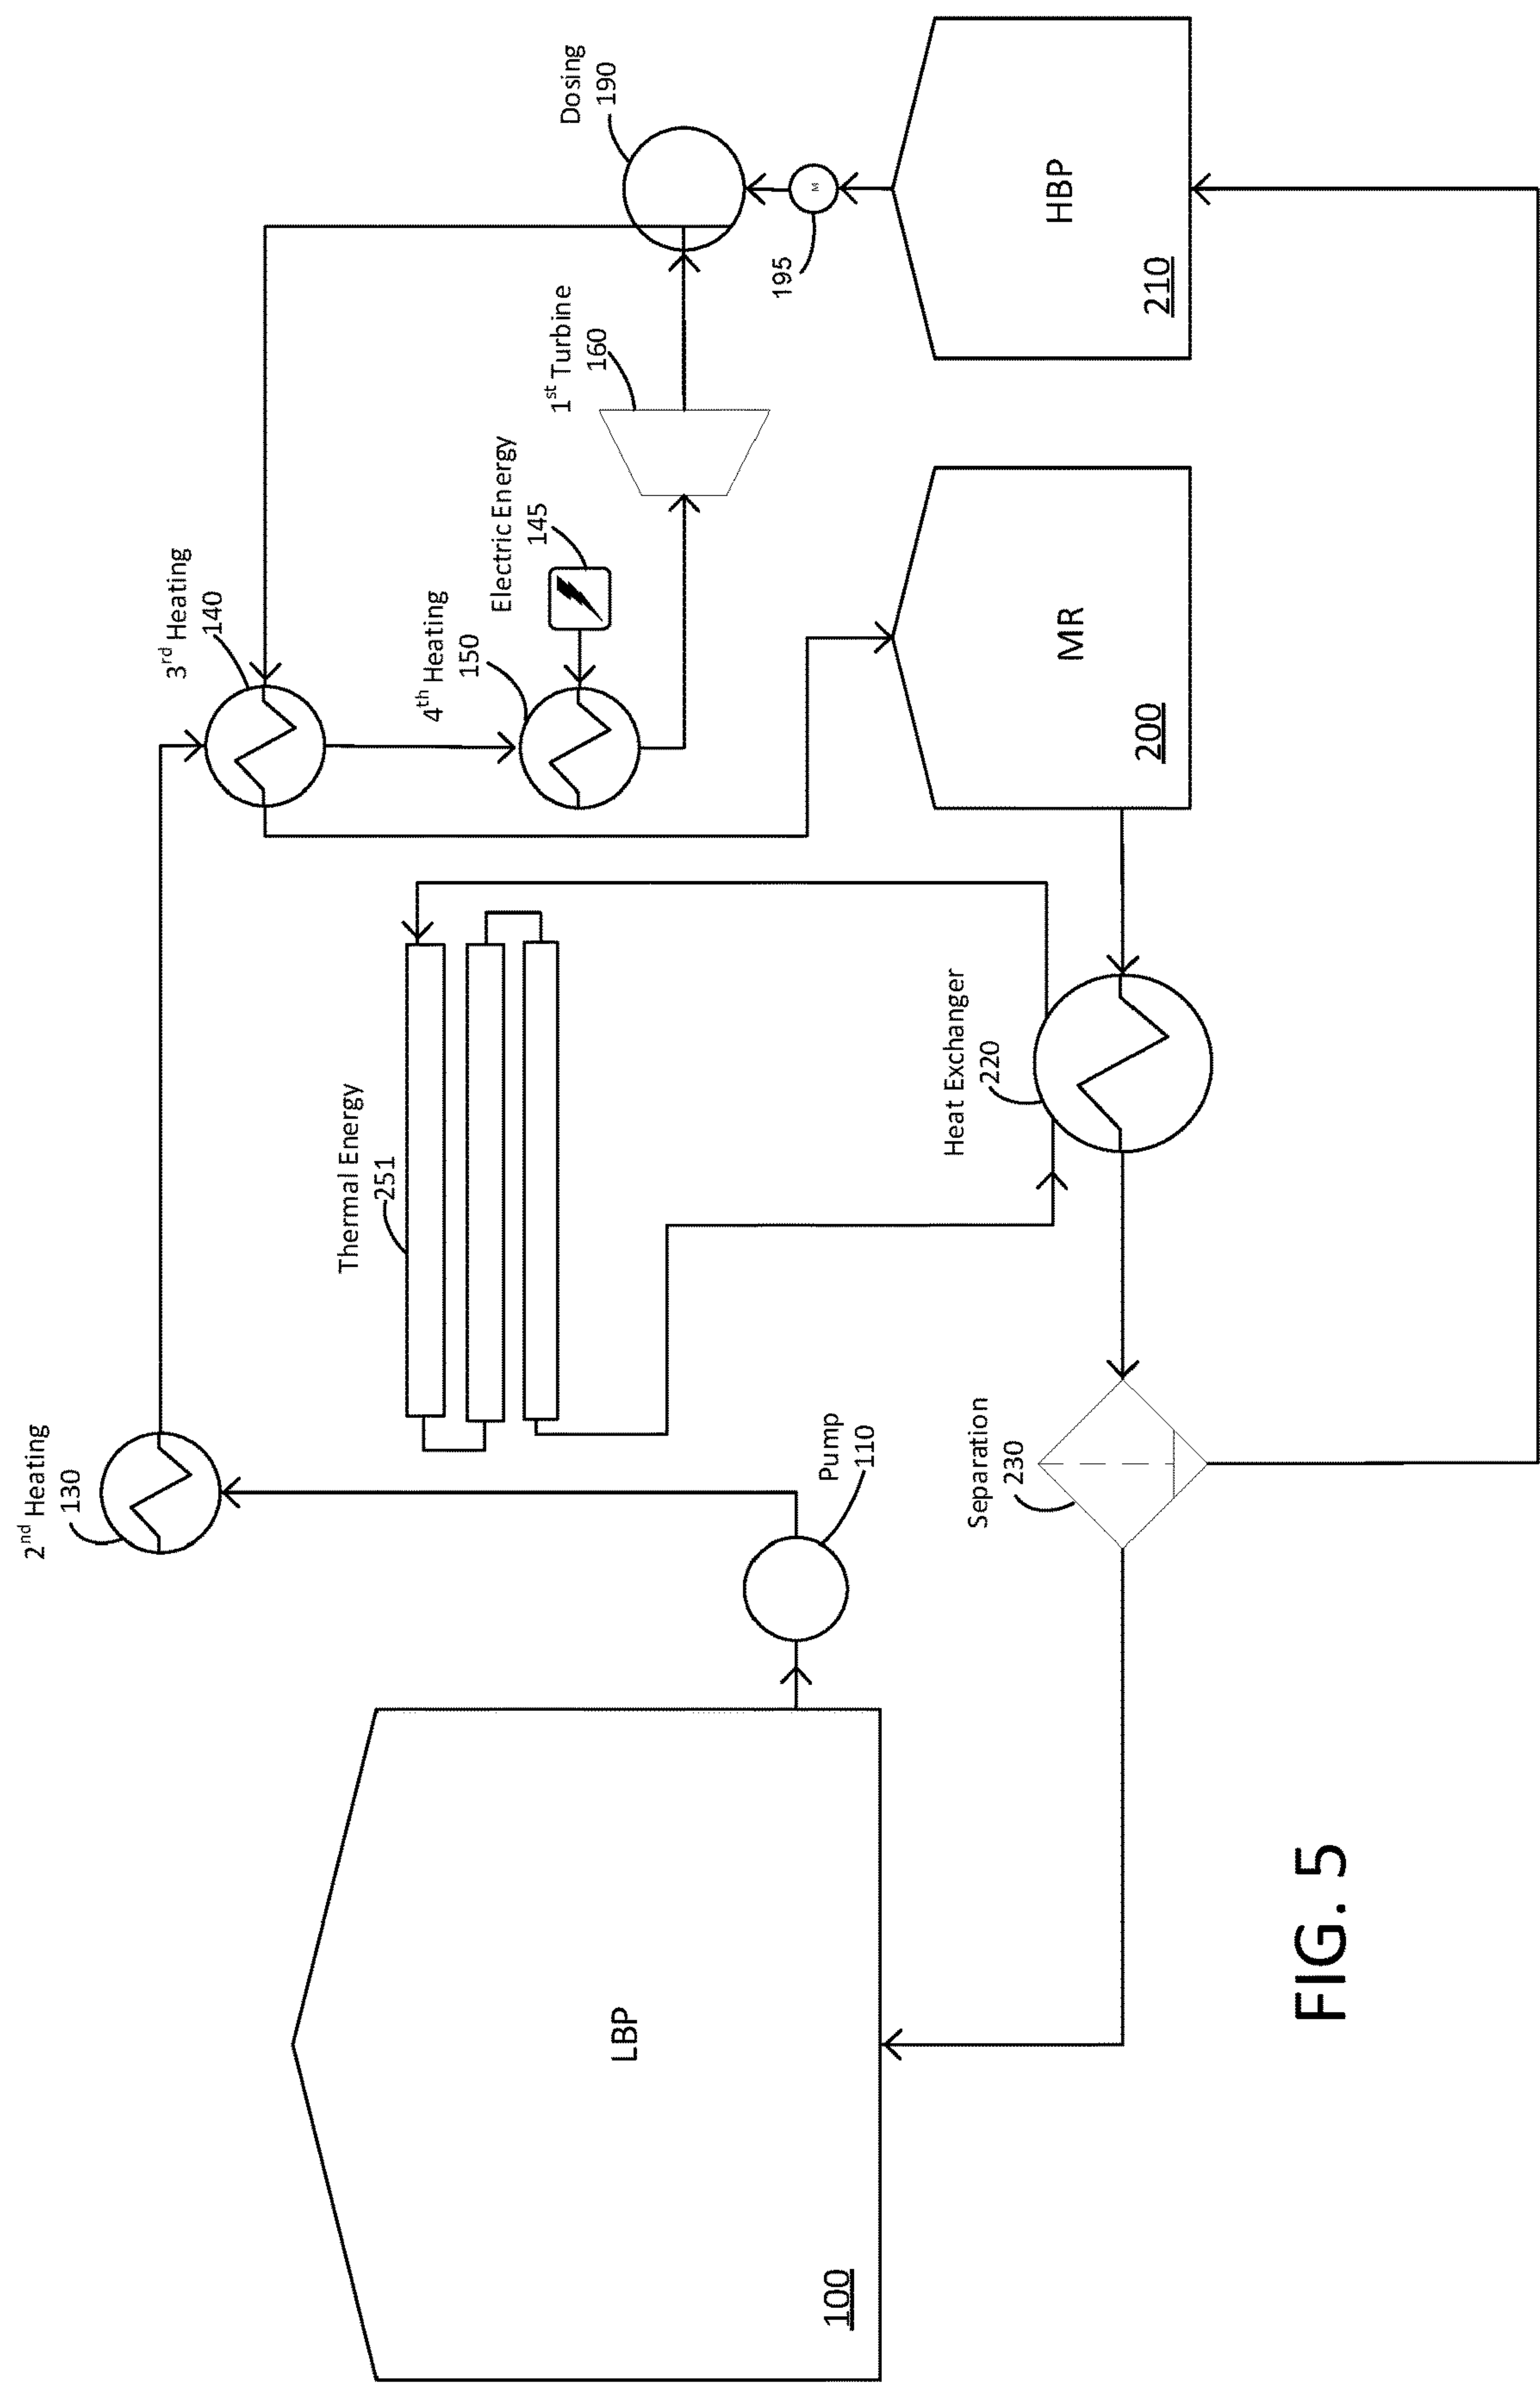 2nd Heating
130
3rd Heating
140
4th Heating
150
Electric Energy
145
1st Turbine
160
Dosing
190
195
M
HBP
210
MR
200
Thermal Energy
251
Heat Exchanger
220
Pump
110
Separation
230
LBP
100
FIG. 5